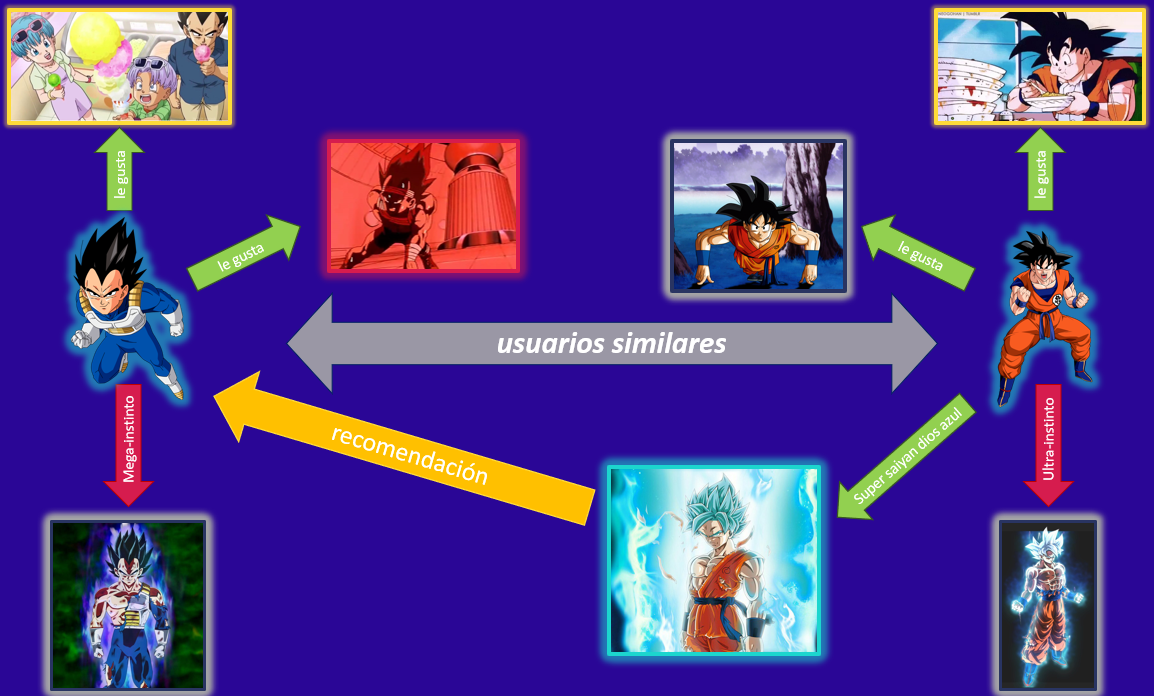 le gusta
le gusta
le gusta
le gusta
usuarios similares
recomendación
Super saiyan dios azul
Mega-instinto
Ultra-instinto